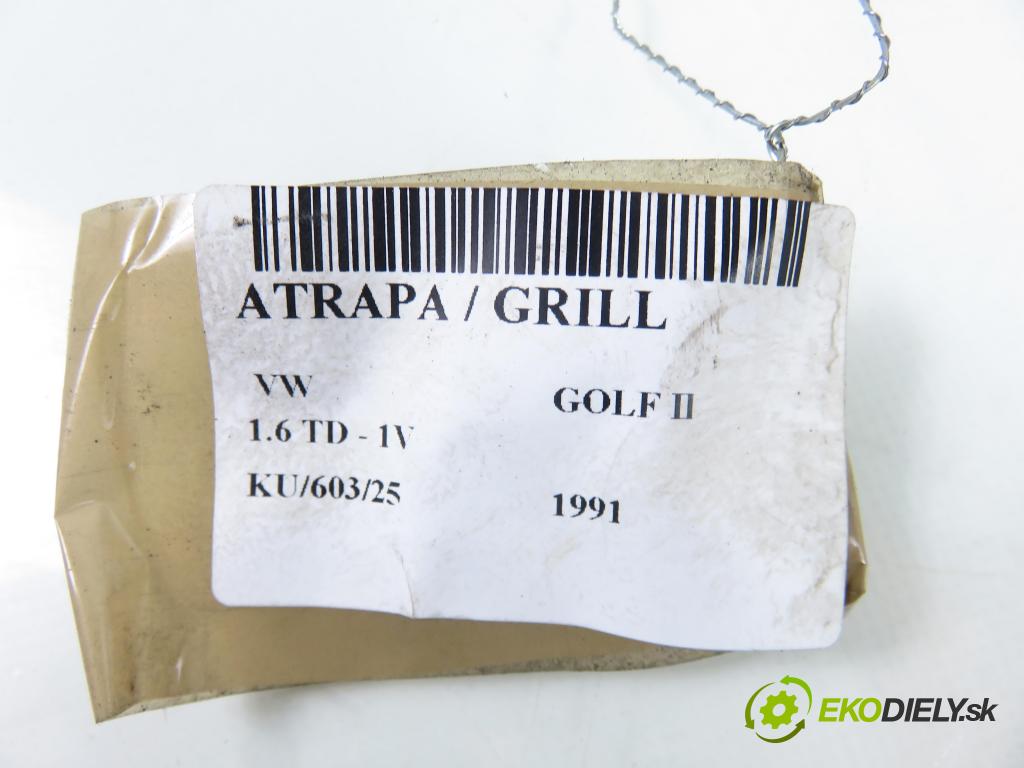 ATRAPA / GRILL
VW GOLF II
1.6 TD - 1V
KU/603/25 1991
EKODIELY.sk